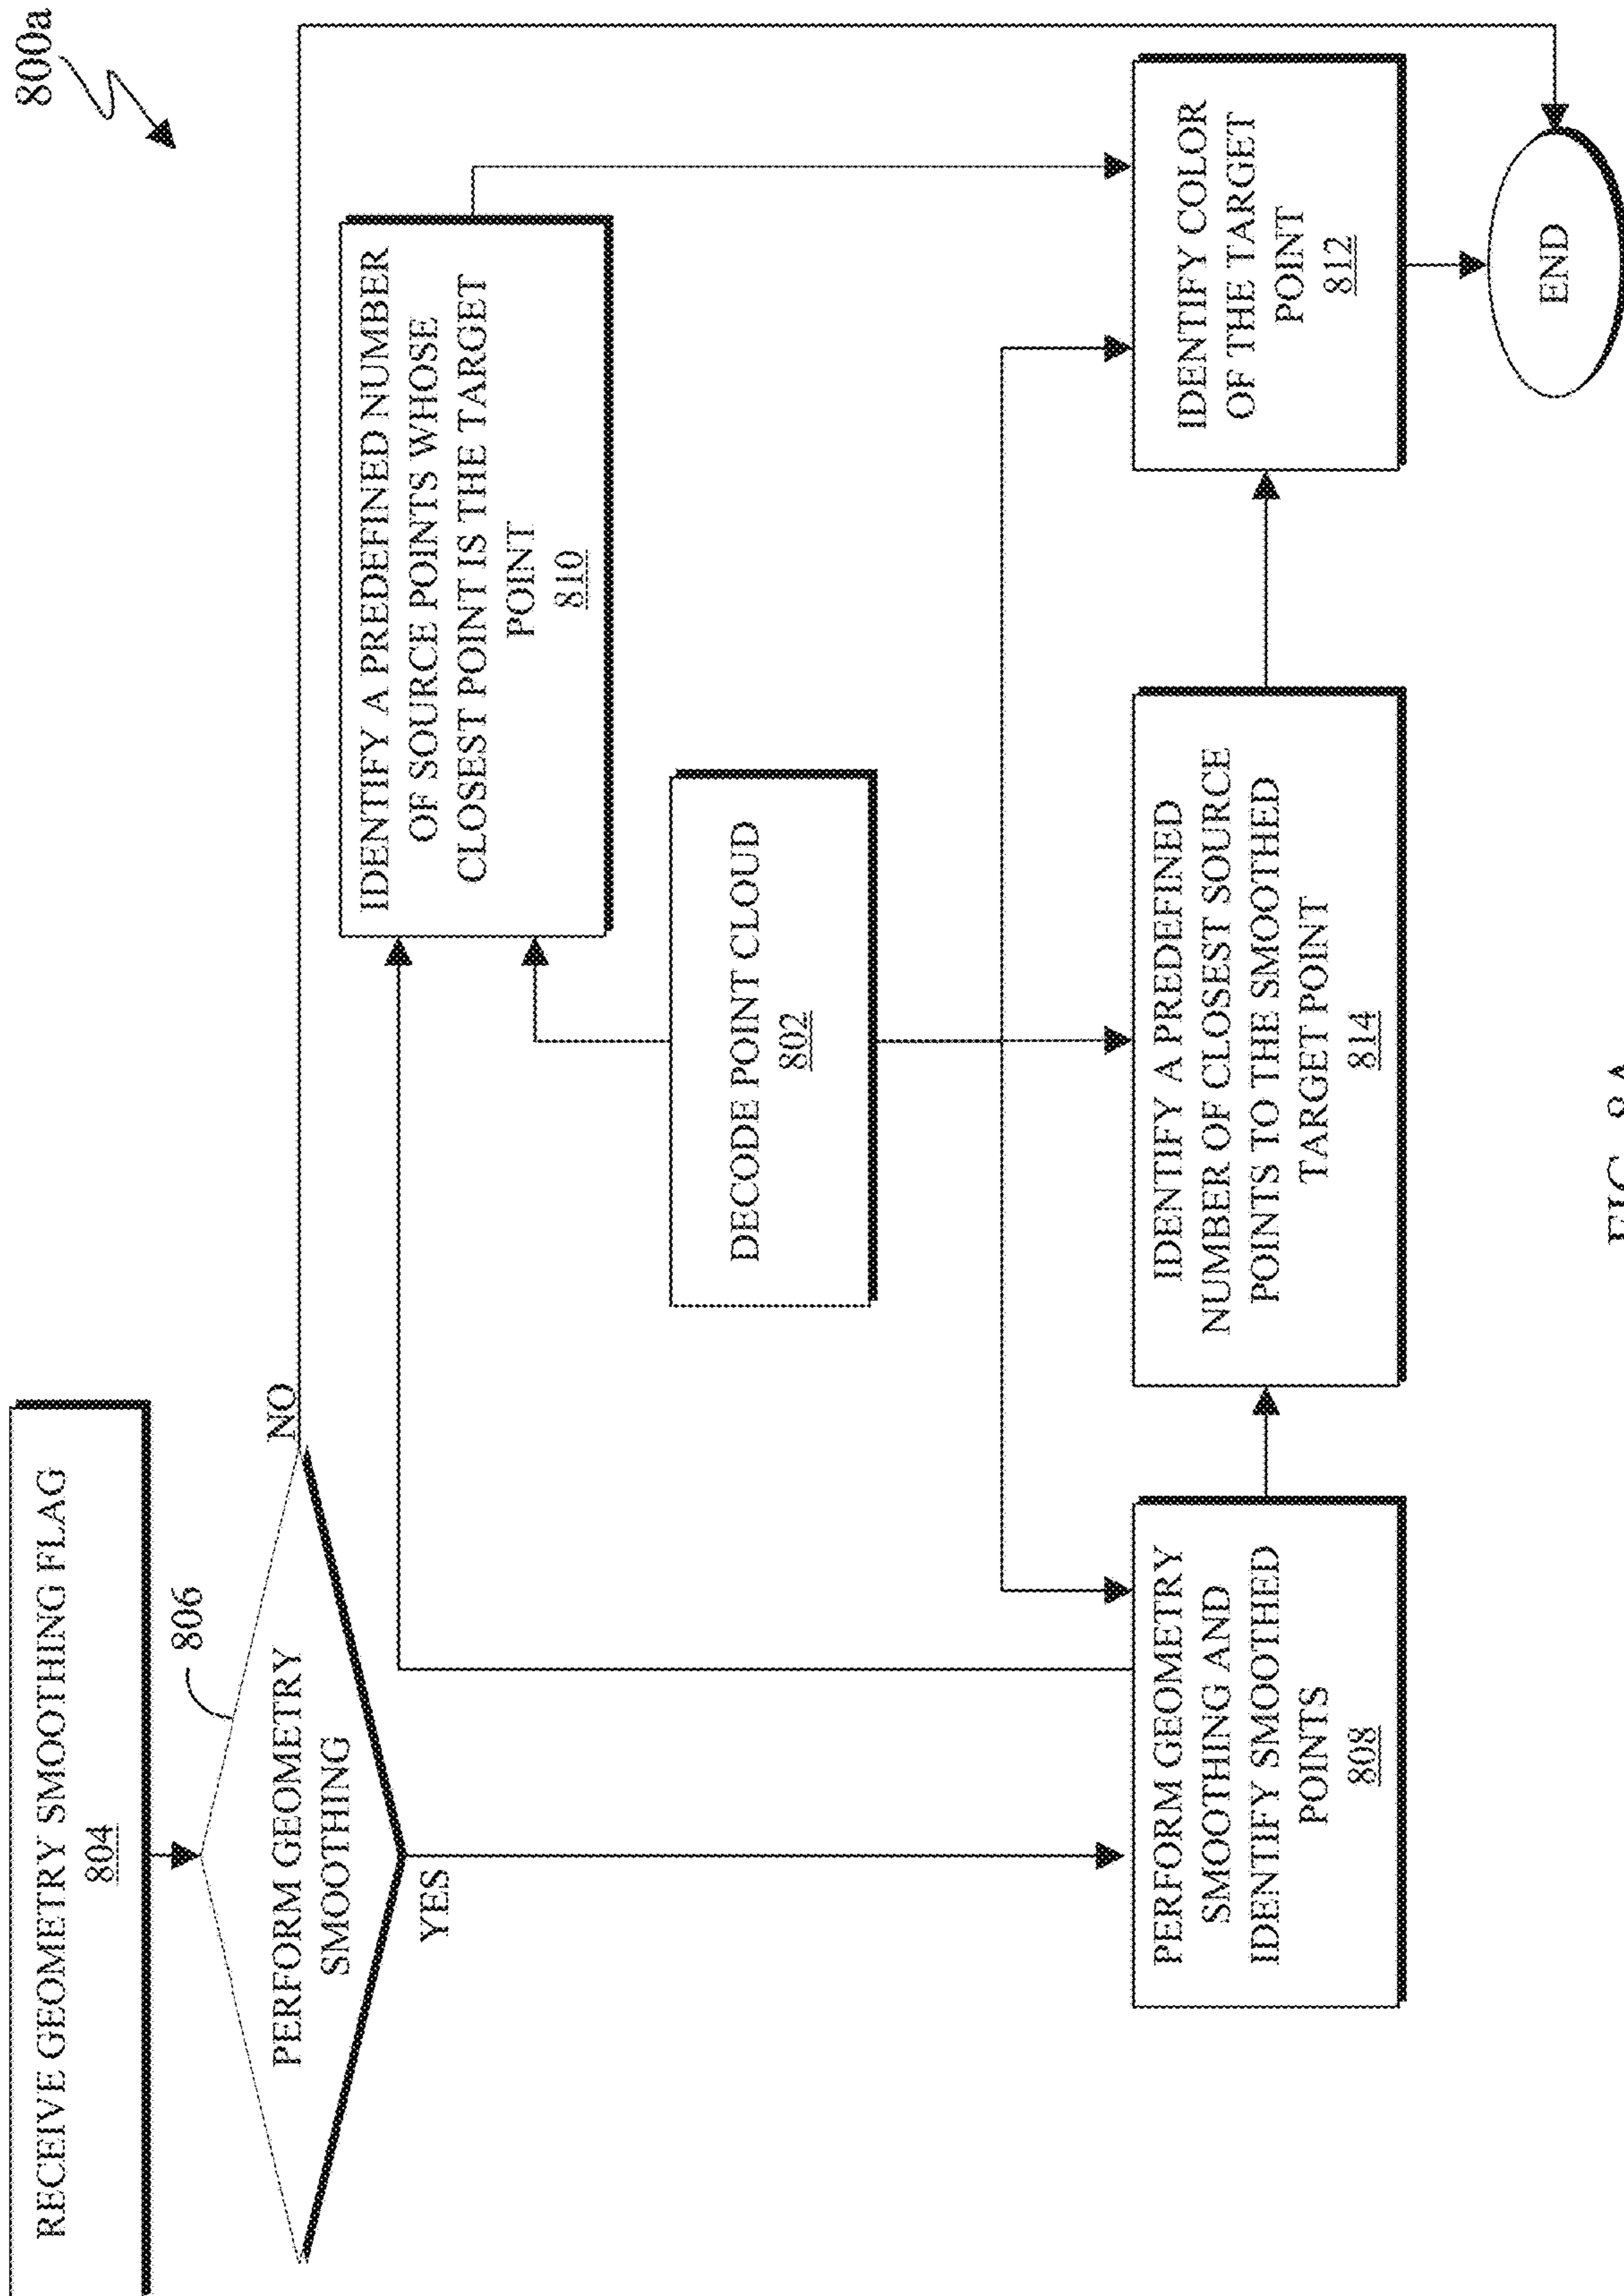 800a
RECEIVE GEOMETRY SMOOTHING FLAG
804
806
PERFORM GEOMETRY
SMOOTHING
NO
YES
IDENTIFY A PREDEFINED NUMBER
OF SOURCE POINTS WHOSE
CLOSEST POINT IS THE TARGET
POINT
810
DECODE POINT CLOUD
802
PERFORM GEOMETRY
SMOOTHING AND
IDENTIFY SMOOTHED
POINTS
808
IDENTIFY A PREDEFINED
NUMBER OF CLOSEST SOURCE
POINTS TO THE SMOOTHED
TARGET POINT
814
IDENTIFY COLOR
OF THE TARGET
POINT
812
END
FIG. 8A